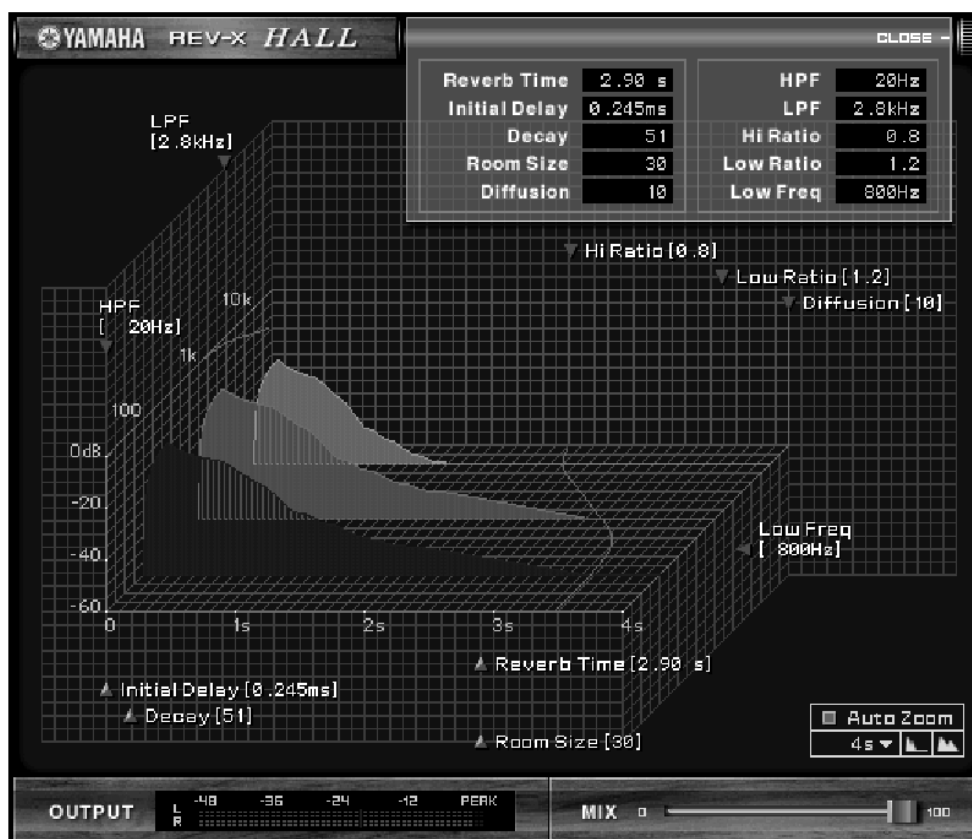 YAMAHA REV-X HALL
CLOSE -
Reverb Time 2.90 s
Initial Delay 0.245ms
Decay 51
Room Size 30
Diffusion 10
HPF 20Hz
LPF 2.8kHz
Hi Ratio 0.8
Low Ratio 1.2
Low Freq 800Hz
LPF
[2.8kHz]
Hi Ratio [0.8]
Low Ratio [1.2]
Diffusion [10]
HPF
[ 20Hz]
10k
1k
100
0dB
-20
-40
-60
0 1s 2s 3s 4s
Low Freq
[ 800Hz]
Reverb Time [2.90 s]
Initial Delay [0.245ms]
Decay [51]
Room Size [30]
Auto Zoom
4s
OUTPUT
L
R
-48 -36 -24 -12 PEAK
MIX 0 100